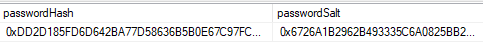 passwordHash passwordSalt
0xDD2D185FD6D642BA77D58636B5B0E67C97FC... 0x6726A1B2962B493335C6A0825BB2...